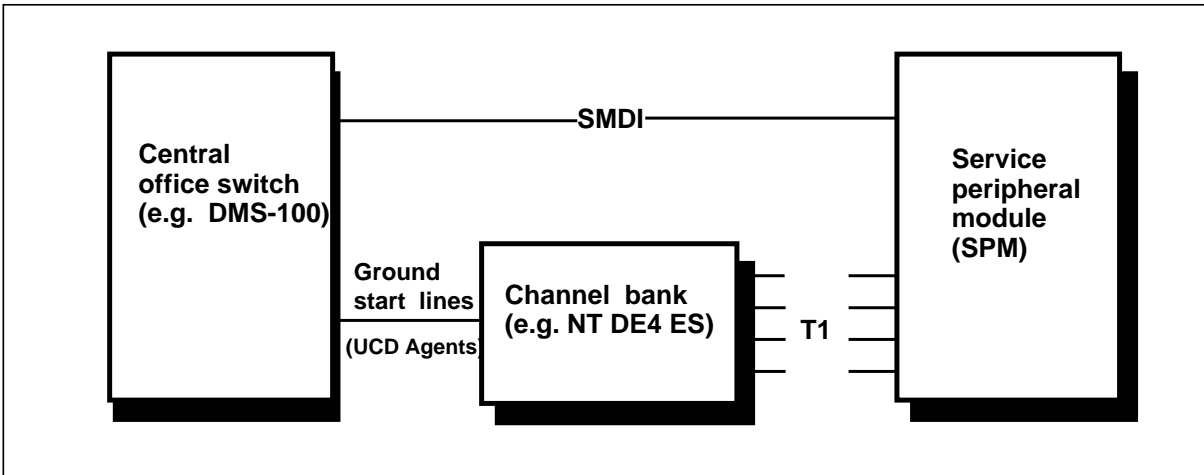 SMDI
Central
office switch
(e.g. DMS-100)
Service
peripheral
module
(SPM)
Ground
start lines
(UCD Agents)
Channel bank
(e.g. NT DE4 ES)
T1